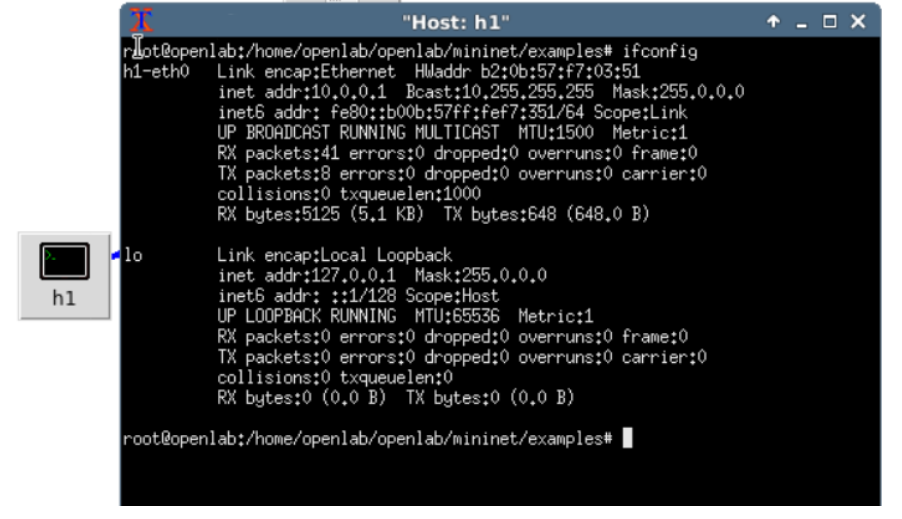 "Host: h1"
root@openlab:/home/openlab/openlab/mininet/examples# ifconfig
h1-eth0 Link encap:Ethernet HWaddr b2:0b:57:f7:03:51
inet addr:10.0.0.1 Bcast:10.255.255.255 Mask:255.0.0.0
inet6 addr: fe80::b00b:57ff:fef7:351/64 Scope:Link
UP BROADCAST RUNNING MULTICAST MTU:1500 Metric:1
RX packets:41 errors:0 dropped:0 overruns:0 frame:0
TX packets:8 errors:0 dropped:0 overruns:0 carrier:0
collisions:0 txqueuelen:1000
RX bytes:5125 (5.1 KB) TX bytes:648 (648.0 B)
lo Link encap:Local Loopback
inet addr:127.0.0.1 Mask:255.0.0.0
inet6 addr: ::1/128 Scope:Host
UP LOOPBACK RUNNING MTU:65536 Metric:1
RX packets:0 errors:0 dropped:0 overruns:0 frame:0
TX packets:0 errors:0 dropped:0 overruns:0 carrier:0
collisions:0 txqueuelen:0
RX bytes:0 (0.0 B) TX bytes:0 (0.0 B)
root@openlab:/home/openlab/openlab/mininet/examples#
h1